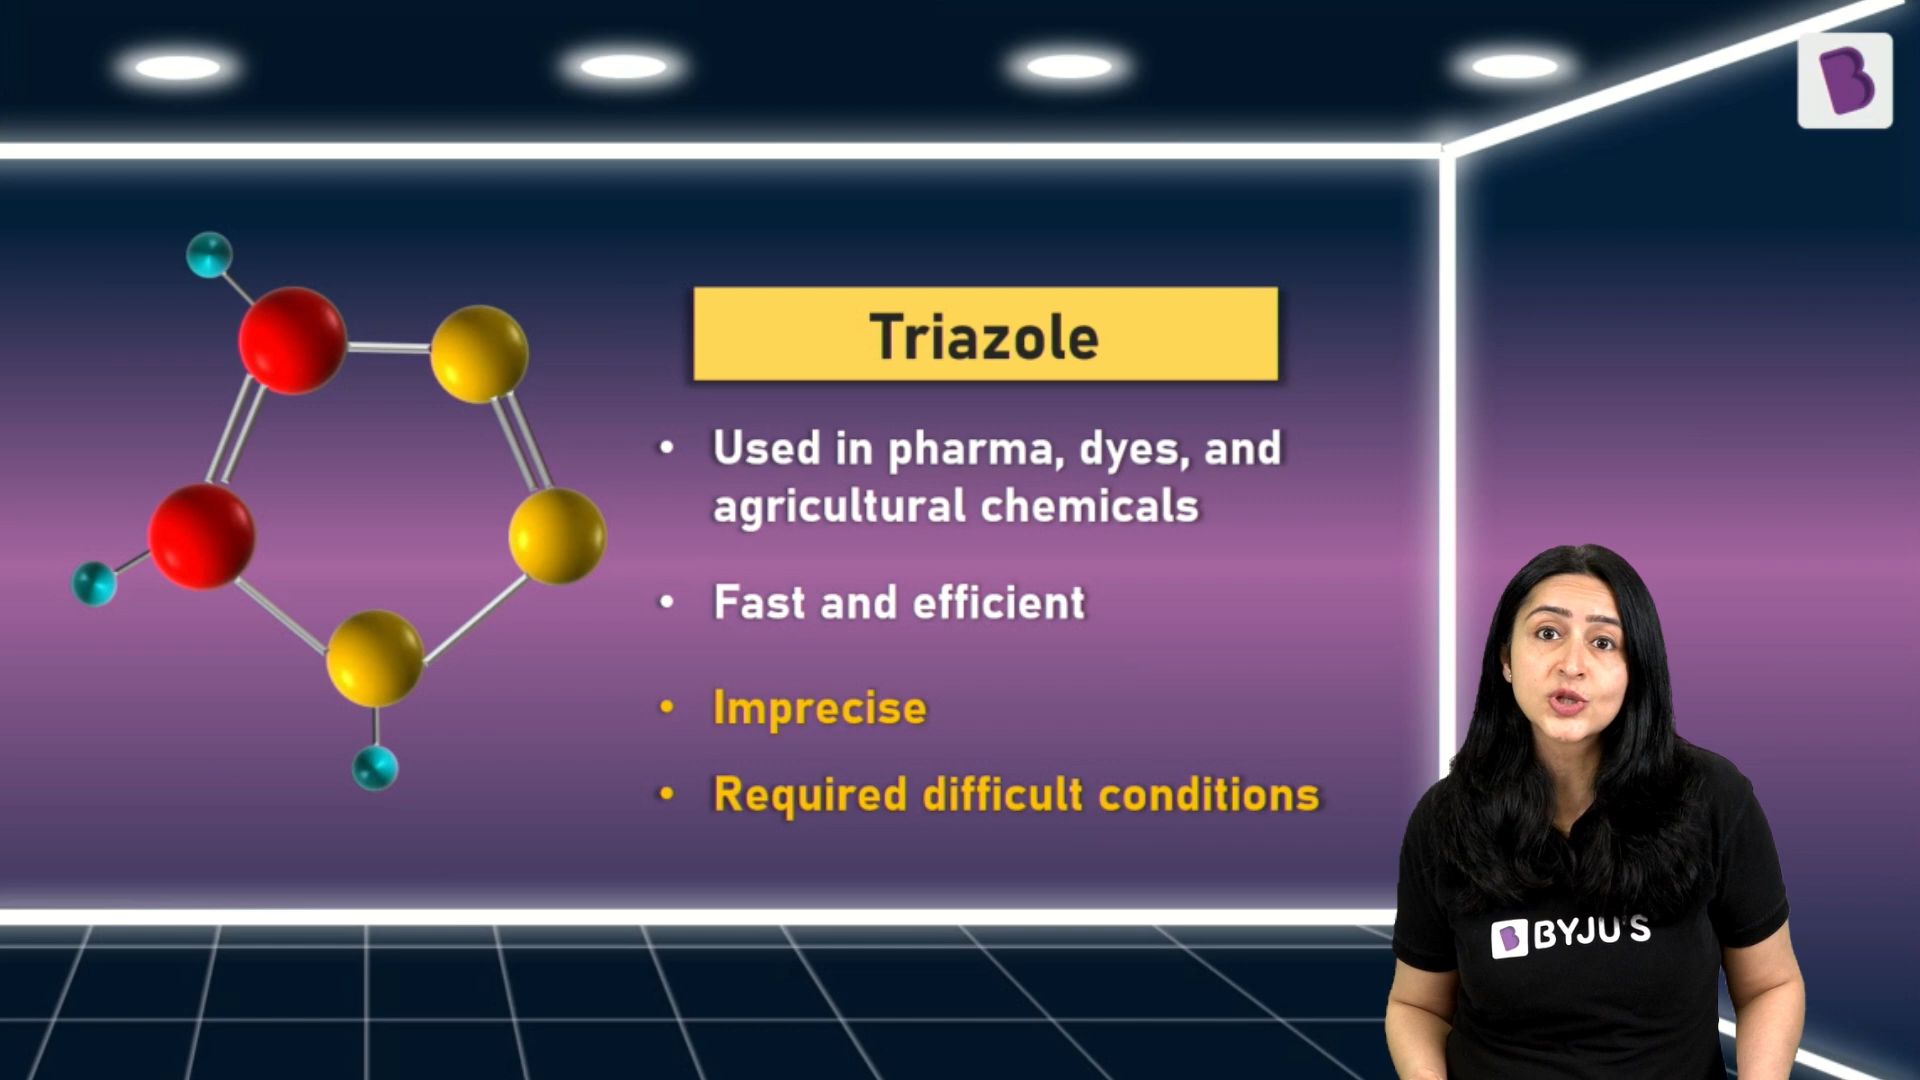 Triazole
• Used in pharma, dyes, and
agricultural chemicals
• Fast and efficient
• Imprecise
• Required difficult conditions
B BYJU'S
B